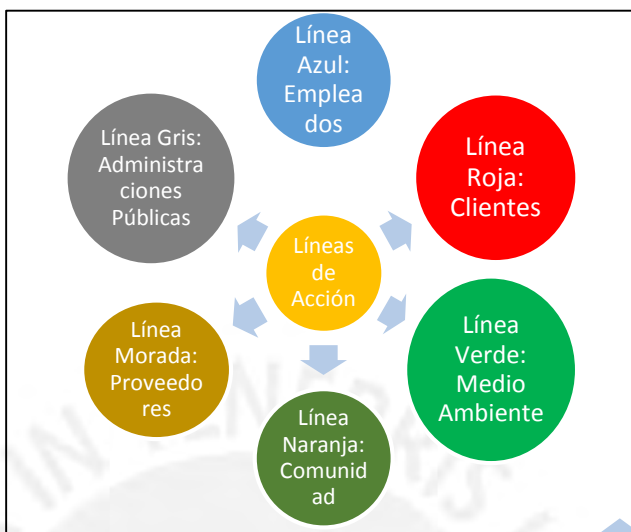 Línea
Azul:
Emplea
dos
Línea Gris:
Administra
ciones
Públicas
Línea
Roja:
Clientes
Líneas
de
Acción
Línea
Morada:
Proveedo
res
Línea
Verde:
Medio
Ambiente
Línea
Naranja:
Comunid
ad